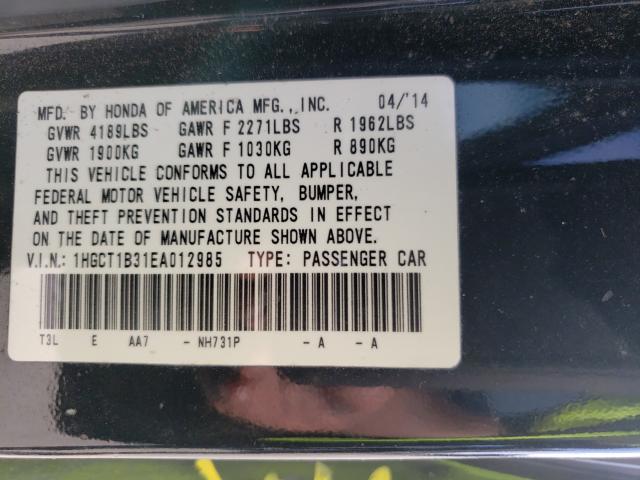 MFD. BY HONDA OF AMERICA MFG., INC. 04/'14
GVWR 4189LBS GAWR F 2271LBS R 1962LBS
GVWR 1900KG GAWR F 1030KG R 890KG
THIS VEHICLE CONFORMS TO ALL APPLICABLE
FEDERAL MOTOR VEHICLE SAFETY, BUMPER,
AND THEFT PREVENTION STANDARDS IN EFFECT
ON THE DATE OF MANUFACTURE SHOWN ABOVE.
V.I.N.: 1HGCT1B31EA012985 TYPE: PASSENGER CAR
T3L E AA7 - NH731P - A - A